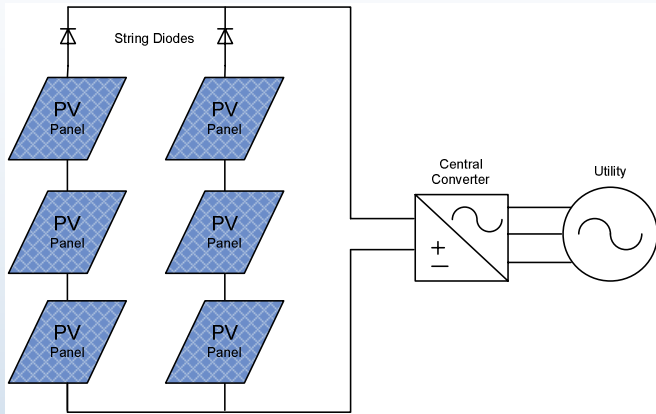 String Diodes
PV
Panel
PV
Panel
Central
Converter
Utility
PV
Panel
PV
Panel
+
−
PV
Panel
PV
Panel